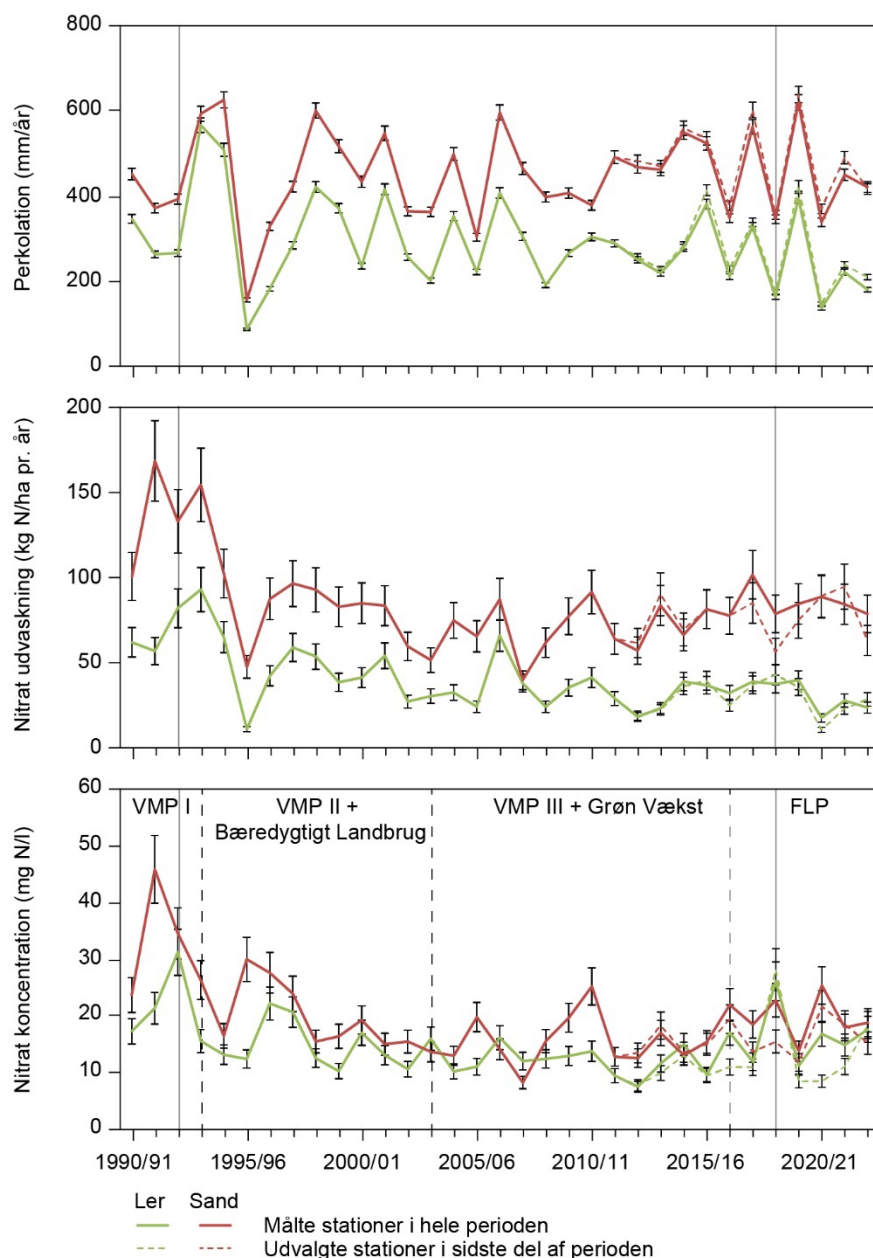 Perkolation (mm/år)
800
600
400
200
0
Nitrat udvaskning (kg N/ha pr. år)
200
150
100
50
0
Nitrat koncentration (mg N/l)
60
50
40
30
20
10
0
VMP I
VMP II +
Bæredygtigt Landbrug
VMP III + Grøn Vækst
FLP
1990/91 1995/96 2000/01 2005/06 2010/11 2015/16 2020/21
Ler Sand
Målte stationer i hele perioden
Udvalgte stationer i sidste del af perioden